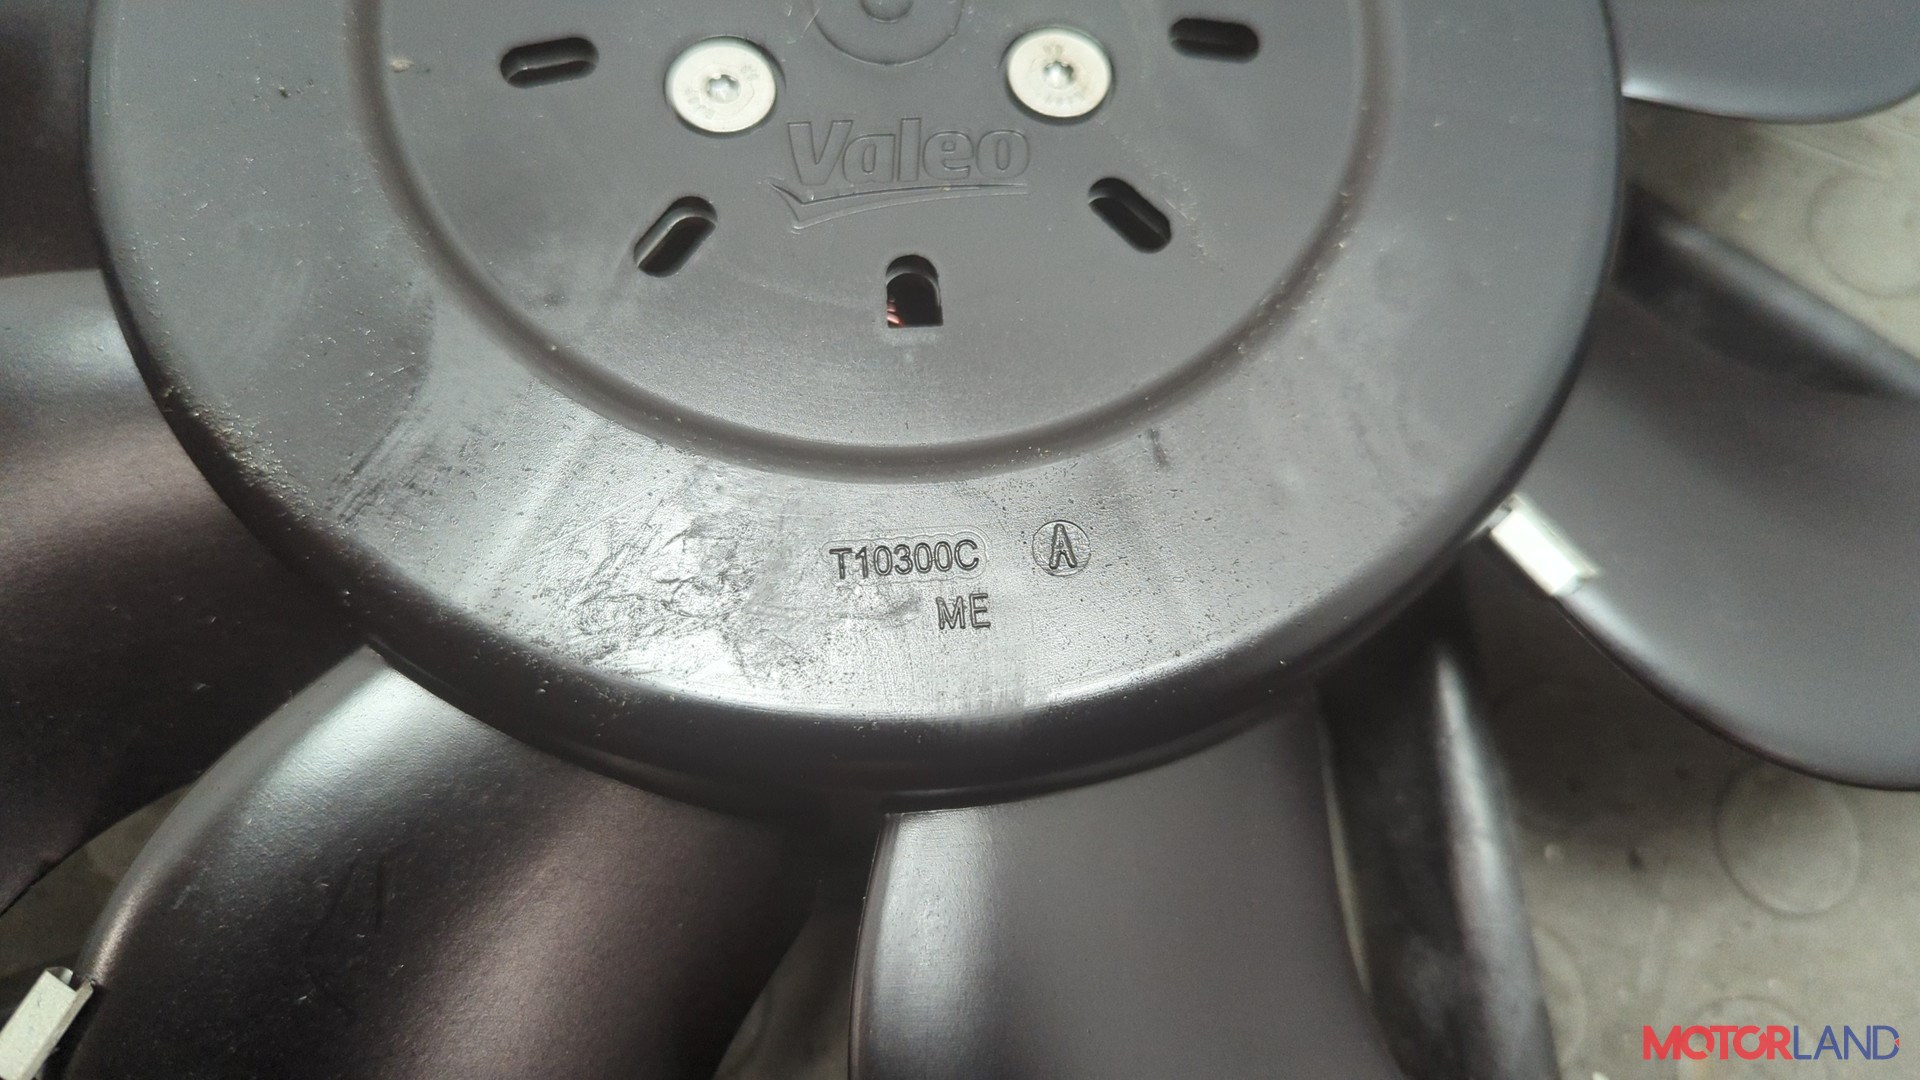 Valeo
T10300C A
ME
MOTORLAND